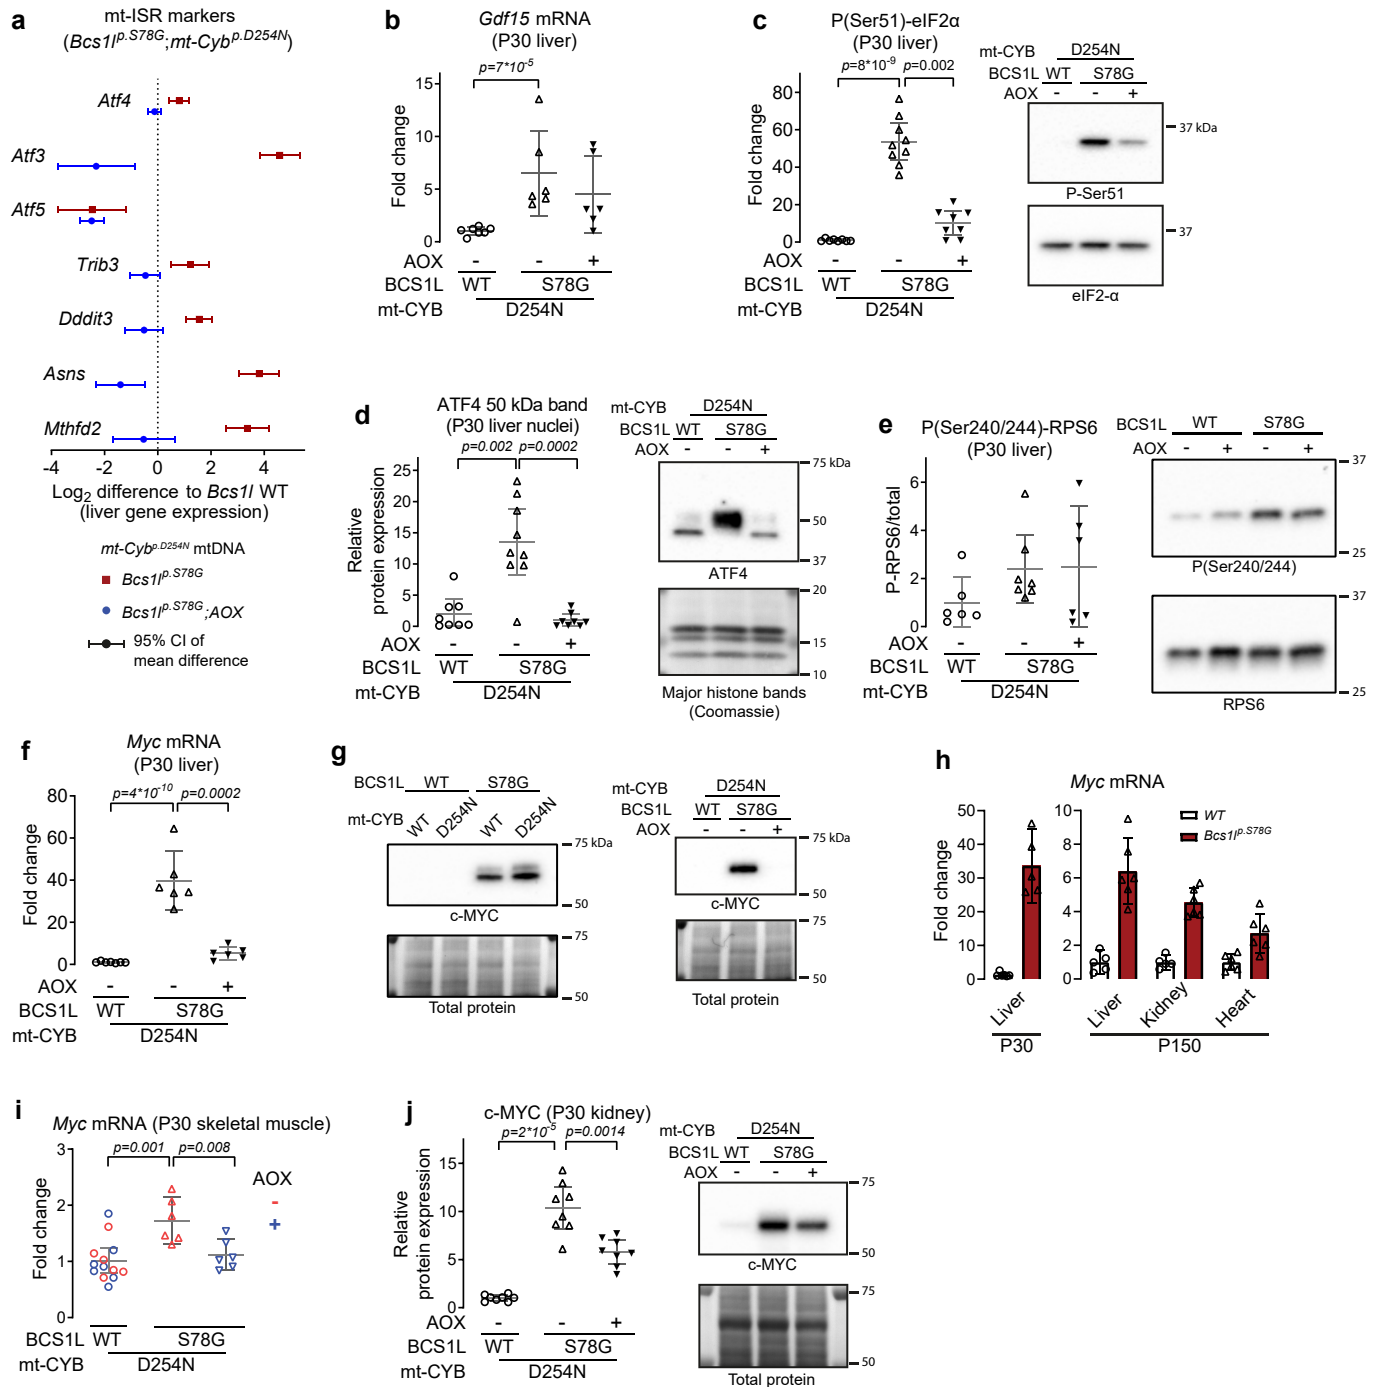 a
mt-ISR markers
(Bcs1l^p.S78G;mt-Cyb^p.D254N)
Atf4
Atf3
Atf5
Trib3
Dddit3
Asns
Mthfd2
-4 -2 0 2 4
Log2 difference to Bcs1l WT
(liver gene expression)
mt-Cyb^p.D254N mtDNA
Bcs1l^p.S78G
Bcs1l^p.S78G;AOX
95% CI of
mean difference
b
Gdf15 mRNA
(P30 liver)
p=7*10^-5
Fold change
15
10
5
0
AOX - - +
BCS1L WT S78G
mt-CYB D254N
c
P(Ser51)-eIF2α
(P30 liver)
p=8*10^-9 p=0.002
Fold change
80
60
40
20
0
AOX - - +
BCS1L WT S78G
mt-CYB D254N
mt-CYB D254N
BCS1L WT S78G
AOX - - +
37 kDa
P-Ser51
37
eIF2-α
d
ATF4 50 kDa band
(P30 liver nuclei)
p=0.002 p=0.0002
Relative
protein expression
25
20
15
10
5
0
AOX - - +
BCS1L WT S78G
mt-CYB D254N
mt-CYB D254N
BCS1L WT S78G
AOX - - +
75 kDa
50
37
ATF4
20
15
10
Major histone bands
(Coomassie)
e
P(Ser240/244)-RPS6
(P30 liver)
P-RPS6/total
6
4
2
0
AOX - - +
BCS1L WT S78G
mt-CYB D254N
BCS1L WT S78G
AOX - + - +
37
25
P(Ser240/244)
37
25
RPS6
f
Myc mRNA
(P30 liver)
p=4*10^-10 p=0.0002
Fold change
80
60
40
20
0
AOX - - +
BCS1L WT S78G
mt-CYB D254N
g
BCS1L WT S78G
mt-CYB WT D254N WT D254N
75 kDa
50
c-MYC
75
50
Total protein
mt-CYB D254N
BCS1L WT S78G
AOX - - +
75 kDa
50
c-MYC
75
50
Total protein
h
Myc mRNA
WT
Bcs1l^p.S78G
Fold change
50
40
30
20
10
0
10
8
6
4
2
0
Liver Liver Kidney Heart
P30 P150
i
Myc mRNA (P30 skeletal muscle)
p=0.001 p=0.008
AOX
-
+
Fold change
3
2
1
0
BCS1L WT S78G
mt-CYB D254N
j
c-MYC (P30 kidney)
p=2*10^-5 p=0.0014
Relative
protein expression
15
10
5
0
AOX - - +
BCS1L WT S78G
mt-CYB D254N
mt-CYB D254N
BCS1L WT S78G
AOX - - +
75
50
c-MYC
75
50
Total protein